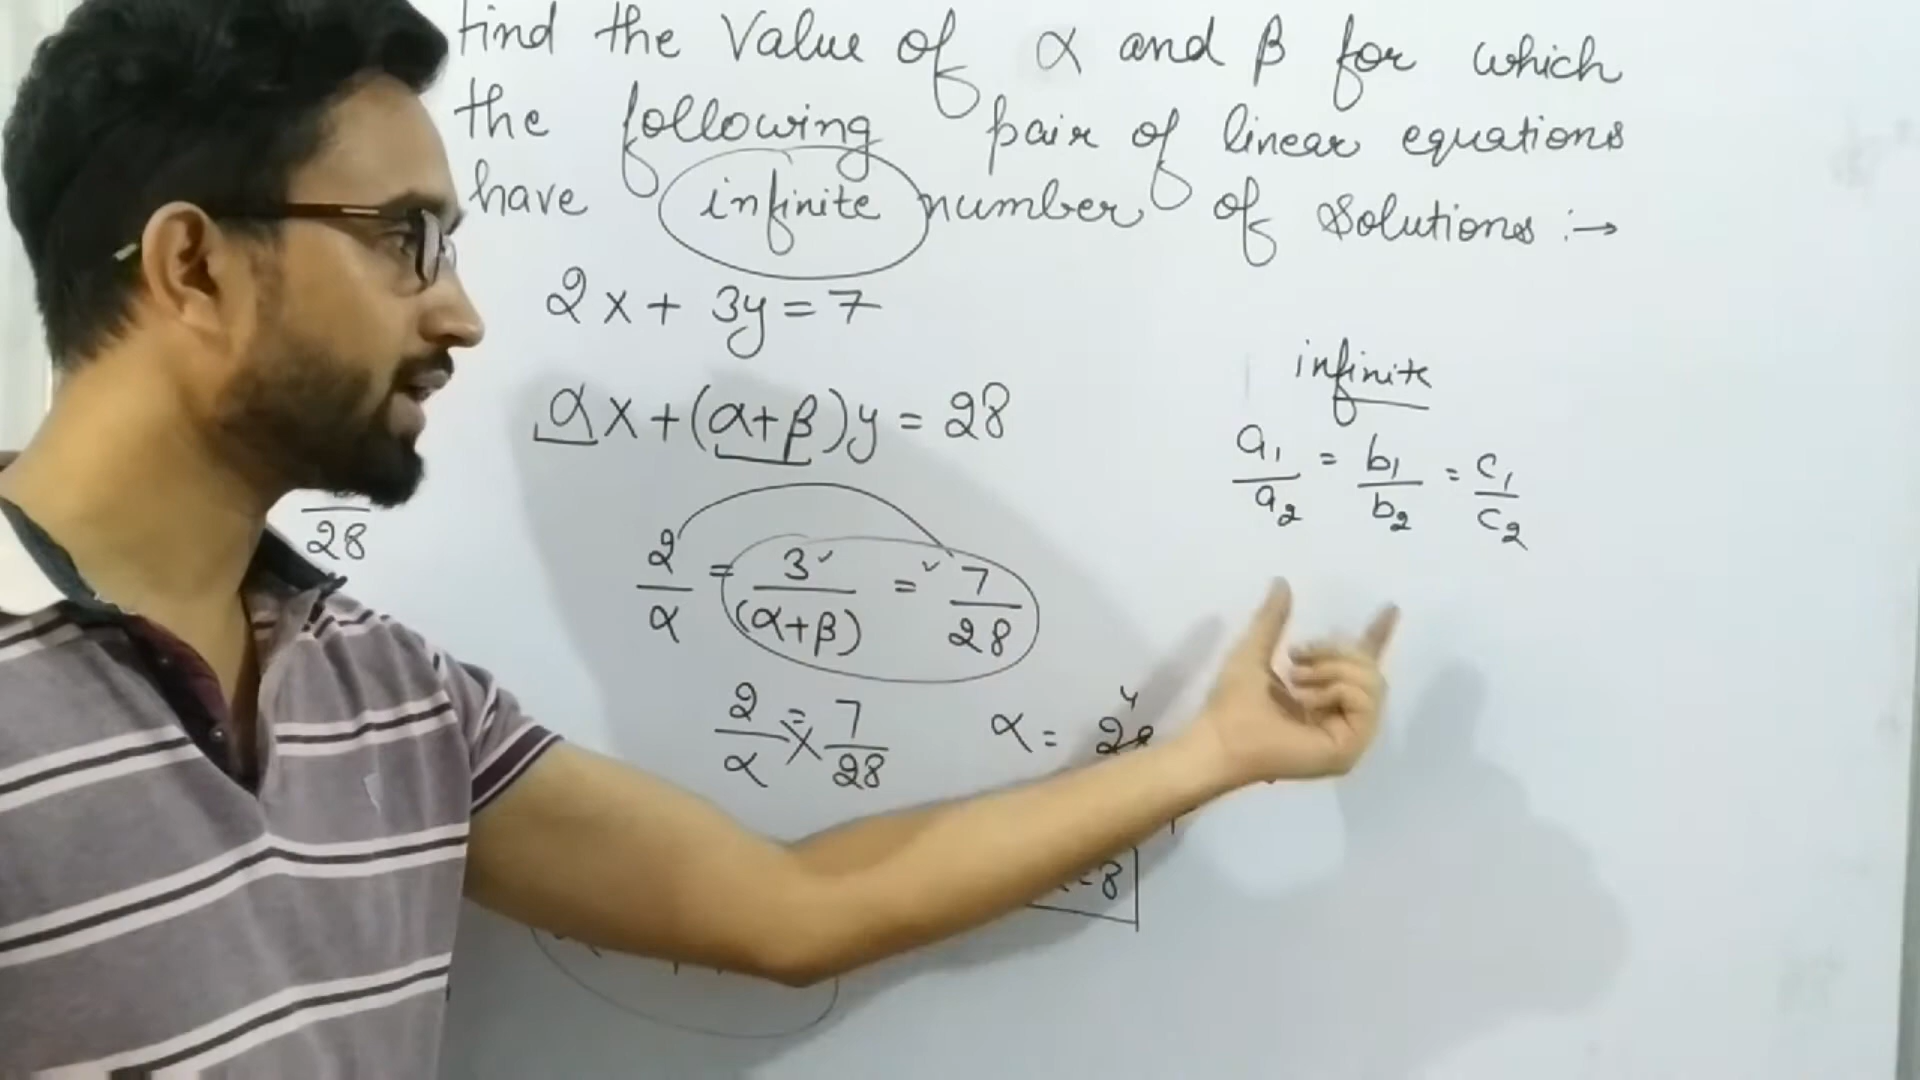 find the Value of α and β for which
the following pair of linear equations
have infinite number of Solutions :→
2x + 3y = 7
αx + (α+β)y = 28
infinite
a₁/a₂ = b₁/b₂ = c₁/c₂
28
2/α = 3/(α+β) = 7/28
2/α = 7/28
α =
4
= 8